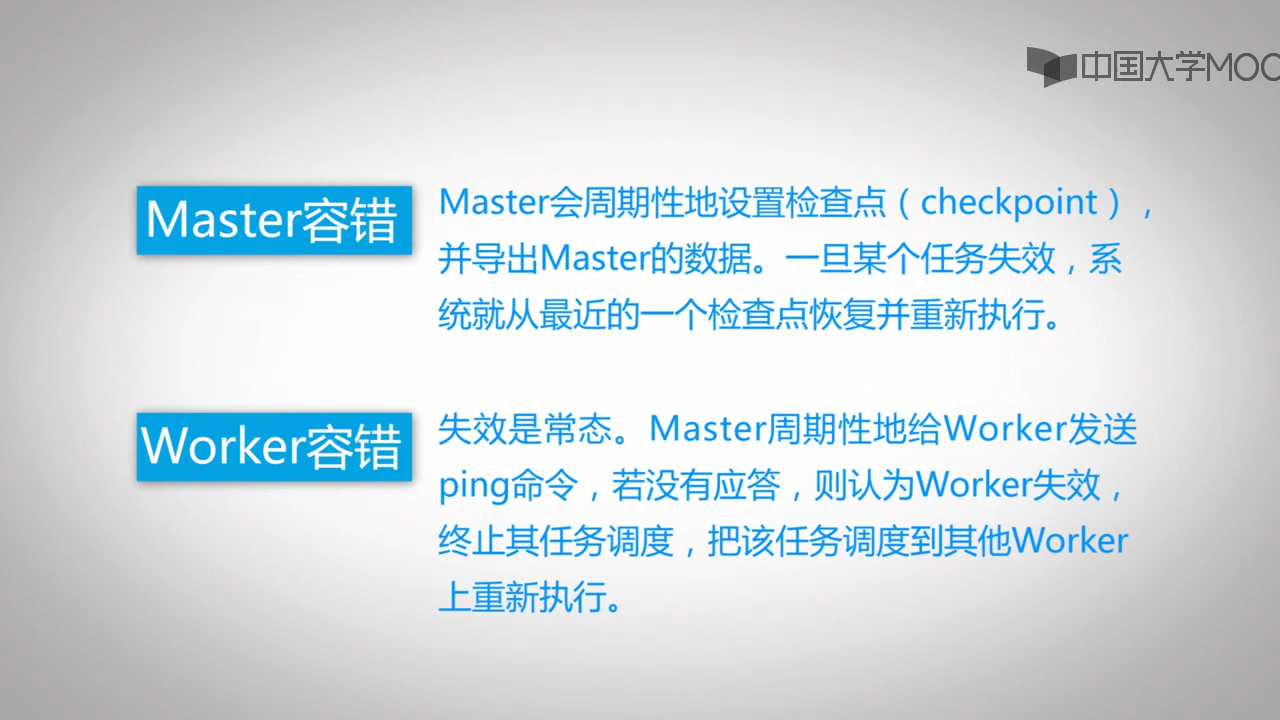 中国大学MOO
Master容错
Master会周期性地设置检查点（checkpoint），
并导出Master的数据。一旦某个任务失效，系
统就从最近的一个检查点恢复并重新执行。
Worker容错
失效是常态。Master周期性地给Worker发送
ping命令，若没有应答，则认为Worker失效，
终止其任务调度，把该任务调度到其他Worker
上重新执行。